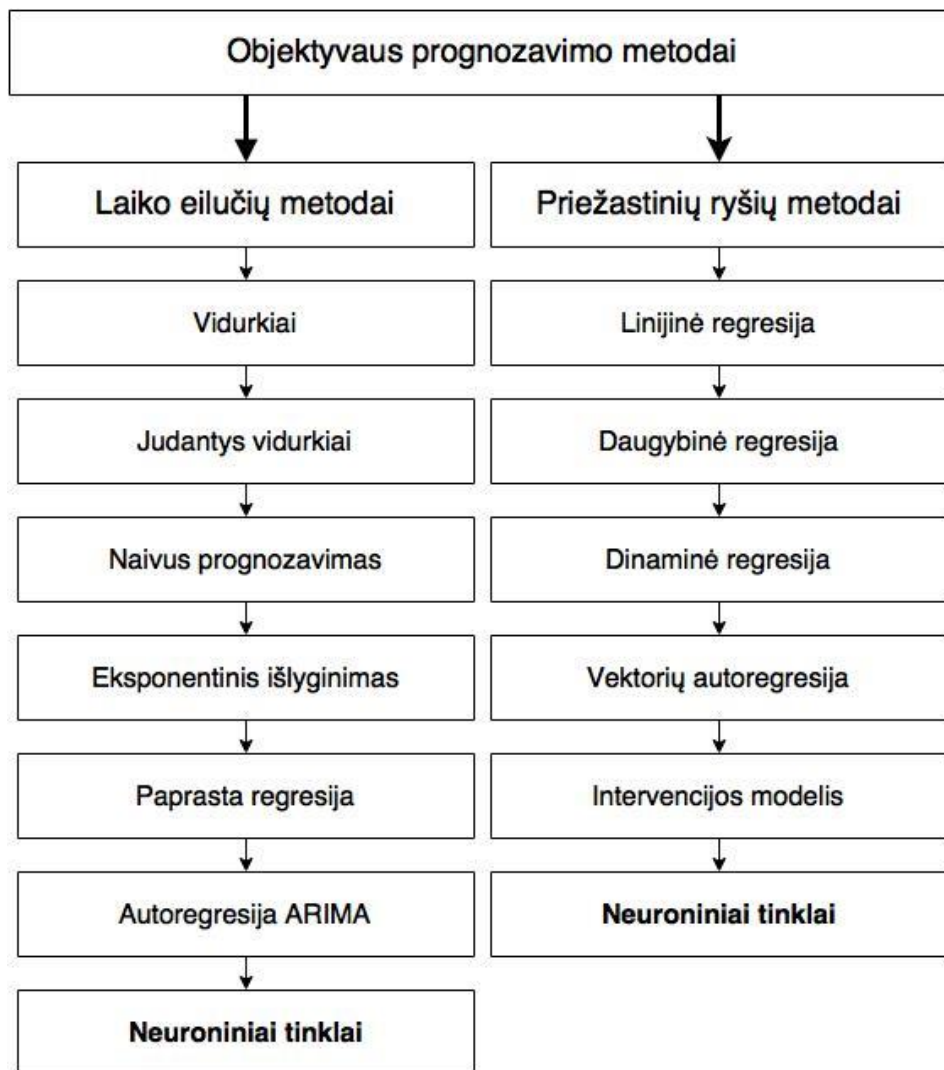 Objektyvaus prognozavimo metodai
Laiko eilučių metodai
Priežastinių ryšių metodai
Vidurkiai
Linijinė regresija
Judantys vidurkiai
Daugybinė regresija
Naivus prognozavimas
Dinaminė regresija
Eksponentinis išlyginimas
Vektorių autoregresija
Paprasta regresija
Intervencijos modelis
Autoregresija ARIMA
Neuroniniai tinklai
Neuroniniai tinklai